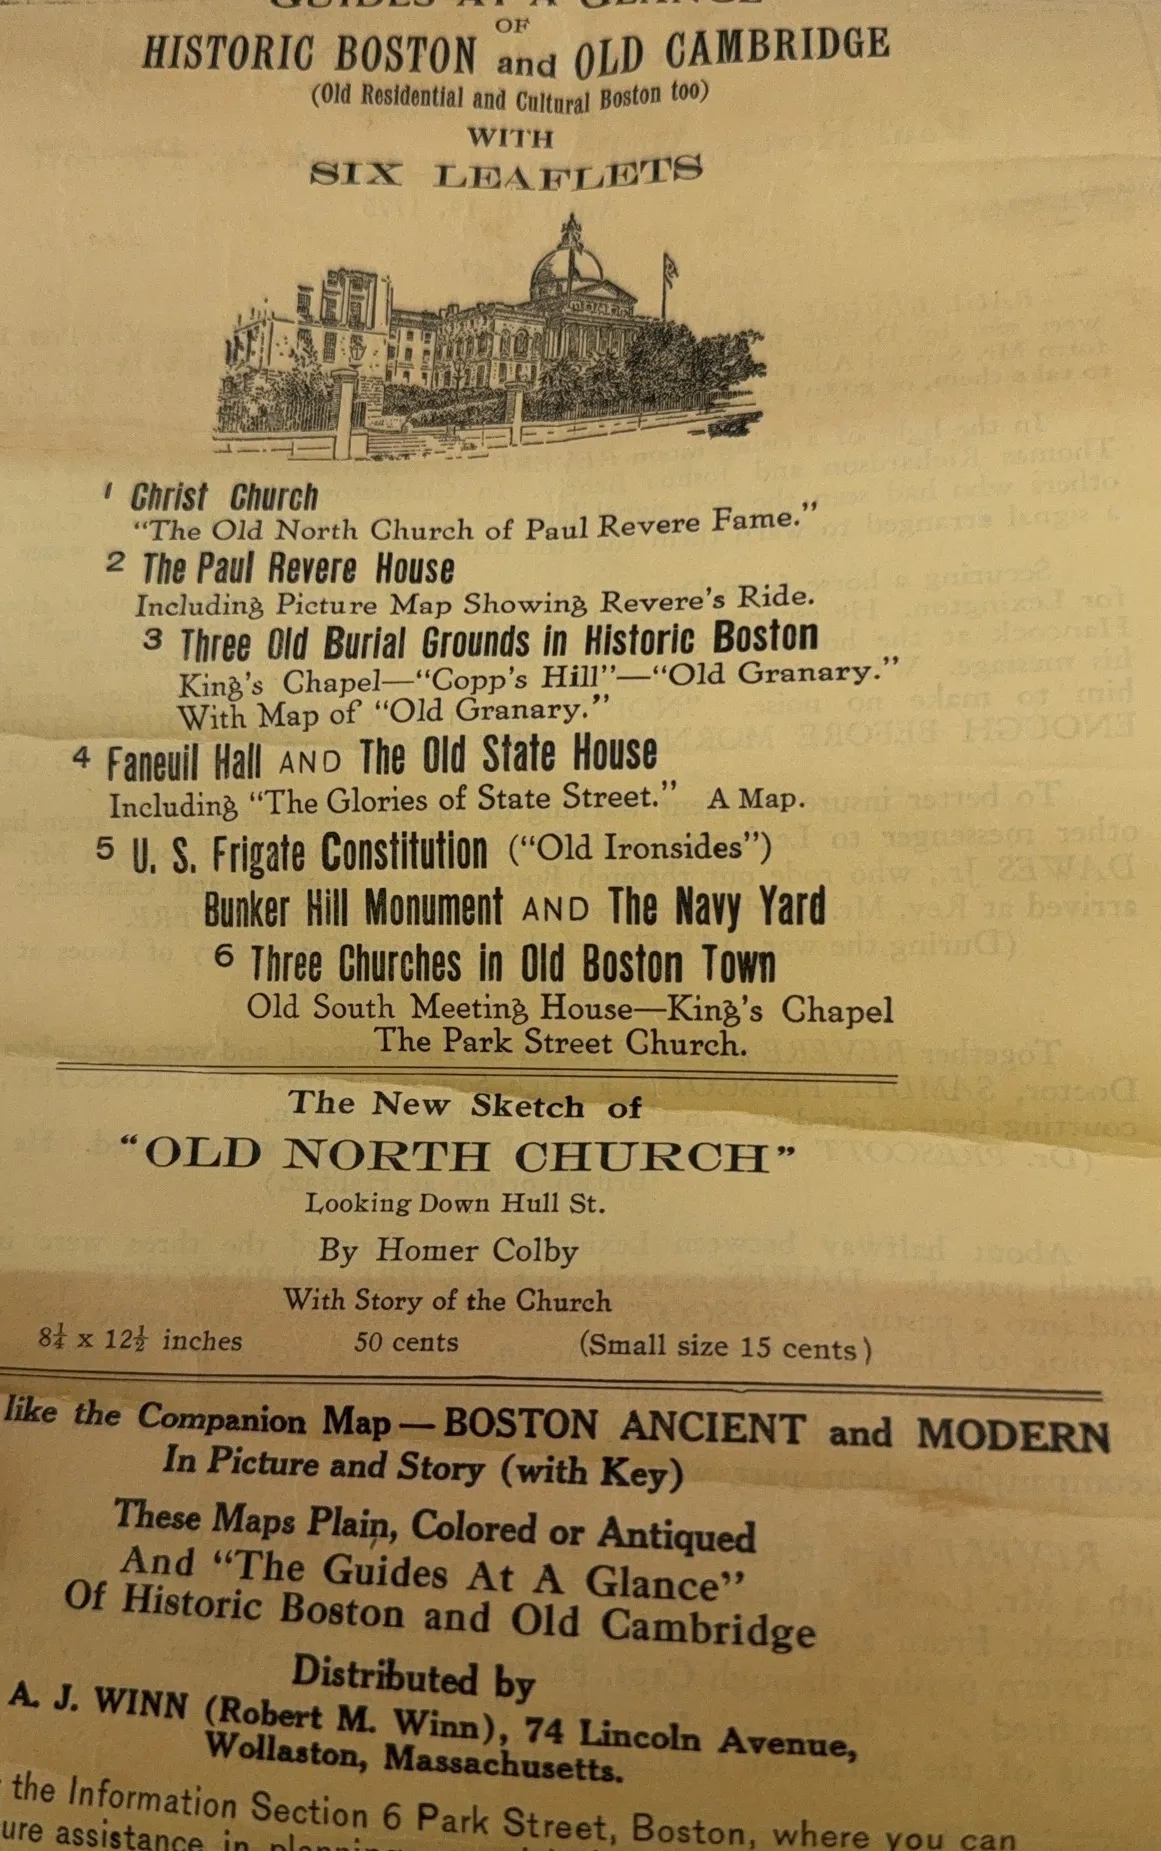 GUIDES AT A GLANCE
OF
HISTORIC BOSTON and OLD CAMBRIDGE
(Old Residential and Cultural Boston too)
WITH
SIX LEAFLETS
1 Christ Church
"The Old North Church of Paul Revere Fame."
2 The Paul Revere House
Including Picture Map Showing Revere's Ride.
3 Three Old Burial Grounds in Historic Boston
King's Chapel—"Copp's Hill"—"Old Granary."
With Map of "Old Granary."
4 Faneuil Hall AND The Old State House
Including "The Glories of State Street." A Map.
5 U. S. Frigate Constitution ("Old Ironsides")
Bunker Hill Monument AND The Navy Yard
6 Three Churches in Old Boston Town
Old South Meeting House—King's Chapel
The Park Street Church.
The New Sketch of
"OLD NORTH CHURCH"
Looking Down Hull St.
By Homer Colby
With Story of the Church
8¼ x 12½ inches 50 cents (Small size 15 cents)
like the Companion Map—BOSTON ANCIENT and MODERN
In Picture and Story (with Key)
These Maps Plain, Colored or Antiqued
And "The Guides At A Glance"
Of Historic Boston and Old Cambridge
Distributed by
A. J. WINN (Robert M. Winn), 74 Lincoln Avenue,
Wollaston, Massachusetts.
the Information Section 6 Park Street, Boston, where you can
assistance in